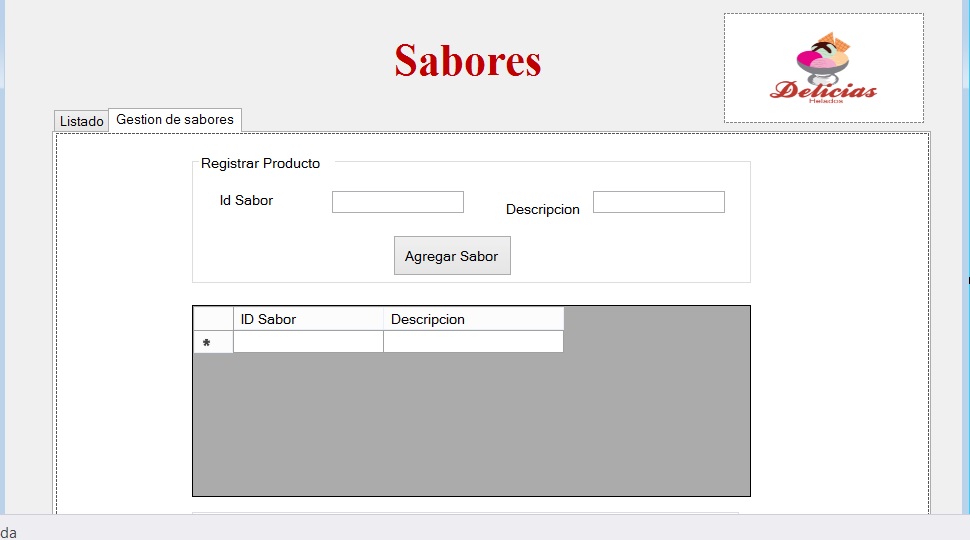 Sabores
Delicias
Helados
Listado
Gestion de sabores
Registrar Producto
Id Sabor
Descripcion
Agregar Sabor
ID Sabor
Descripcion
*
da